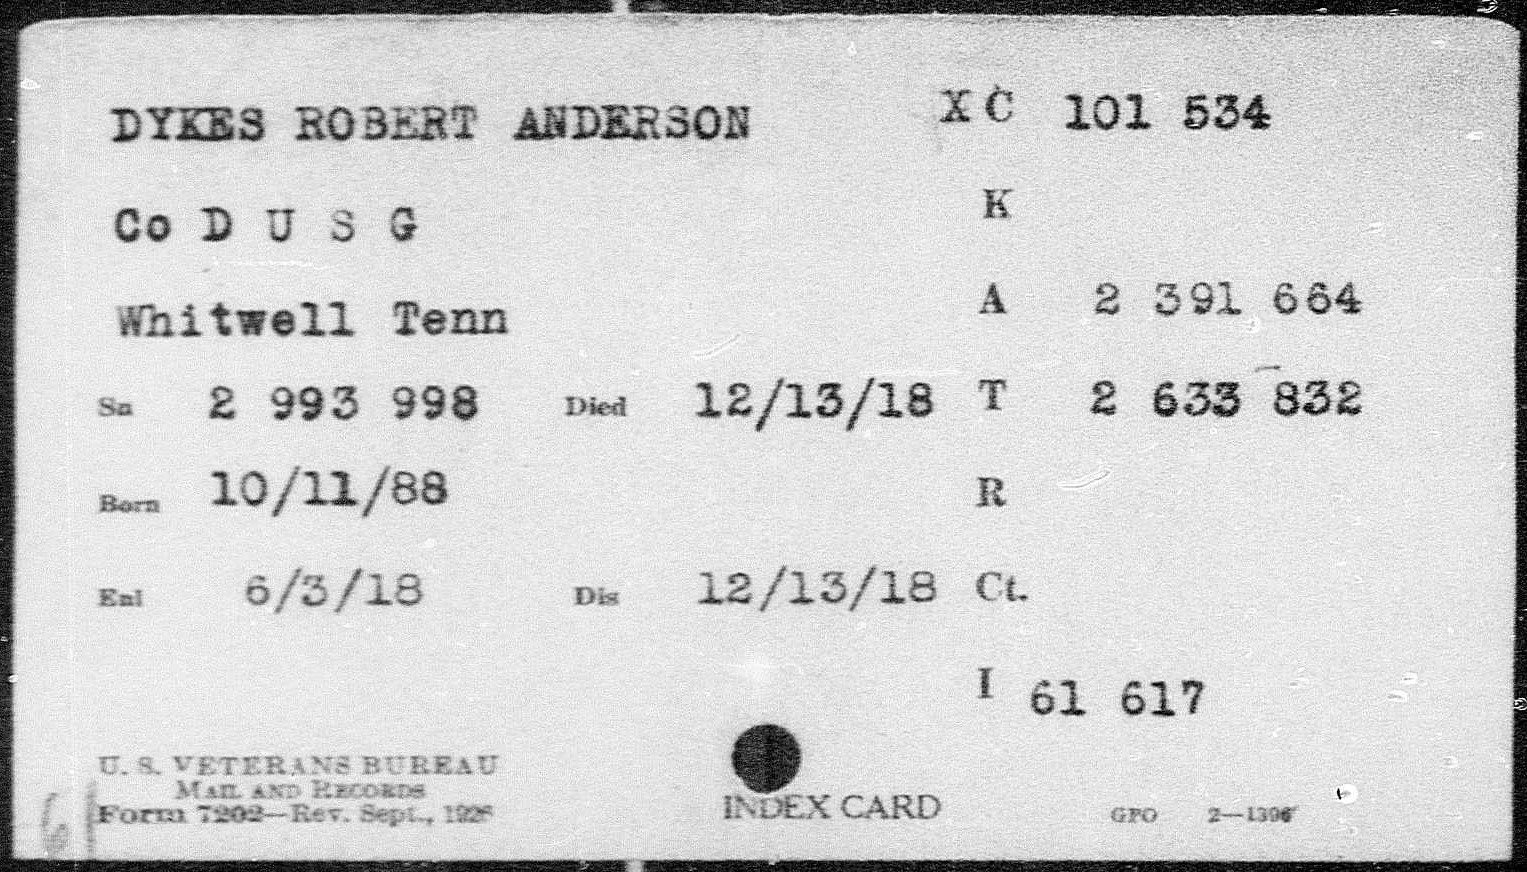 DYKES ROBERT ANDERSON XC 101 534
Co D U S G K
Whitwell Tenn A 2 391 664
Sn 2 993 998 Died 12/13/18 T 2 633 832
Born 10/11/88 R
Enl 6/3/18 Dis 12/13/18 Ct.
I 61 617
U. S. VETERANS BUREAU
MAIL AND RECORDS
Form 7202—Rev. Sept., 1926
INDEX CARD
GPO 2—1306